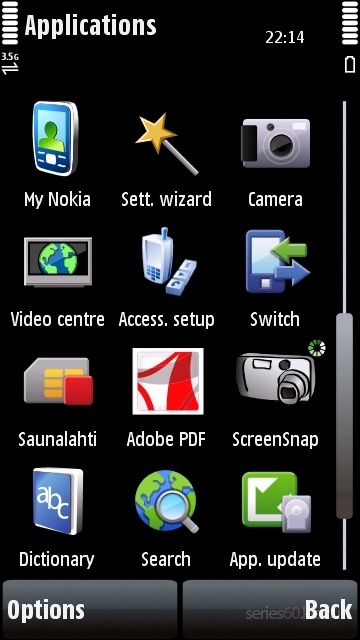 Applications
22:14
3.5G
My Nokia Sett. wizard Camera
Video centre Access. setup Switch
Saunalahti Adobe PDF ScreenSnap
abc
Dictionary Search App. update
Options Back
series60